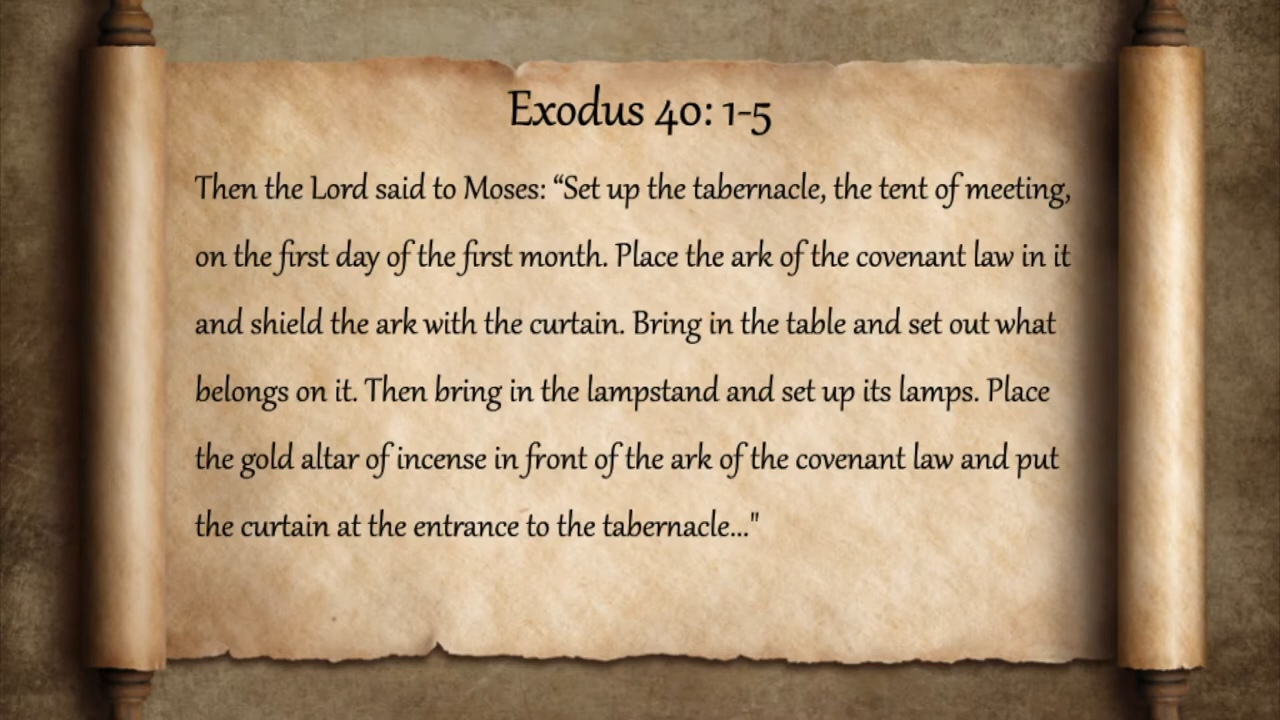 Exodus 40: 1-5
Then the Lord said to Moses: “Set up the tabernacle, the tent of meeting,
on the first day of the first month. Place the ark of the covenant law in it
and shield the ark with the curtain. Bring in the table and set out what
belongs on it. Then bring in the lampstand and set up its lamps. Place
the gold altar of incense in front of the ark of the covenant law and put
the curtain at the entrance to the tabernacle..."